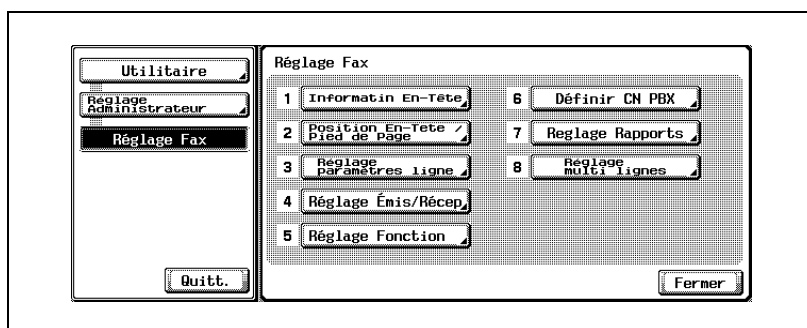 Utilitaire
Réglage
Administrateur
Réglage Fax
Quitt.
Réglage Fax
1 Informatin En-Tête
2 Position En-Tete /
Pied de Page
3 Réglage
paramètres ligne
4 Réglage Émis/Récep
5 Réglage Fonction
6 Définir CN PBX
7 Reglage Rapports
8 Réglage
multi lignes
Fermer